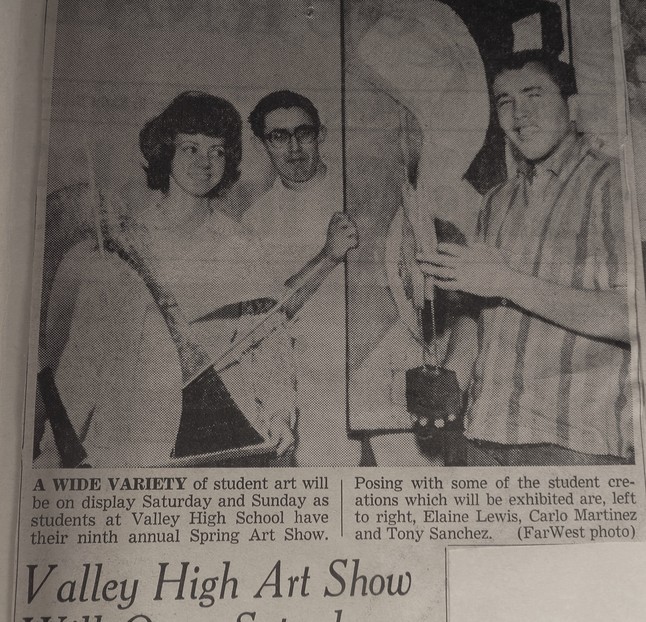 A WIDE VARIETY of student art will
be on display Saturday and Sunday as
students at Valley High School have
their ninth annual Spring Art Show.
Posing with some of the student cre-
ations which will be exhibited are, left
to right, Elaine Lewis, Carlo Martinez
and Tony Sanchez. (FarWest photo)
Valley High Art Show